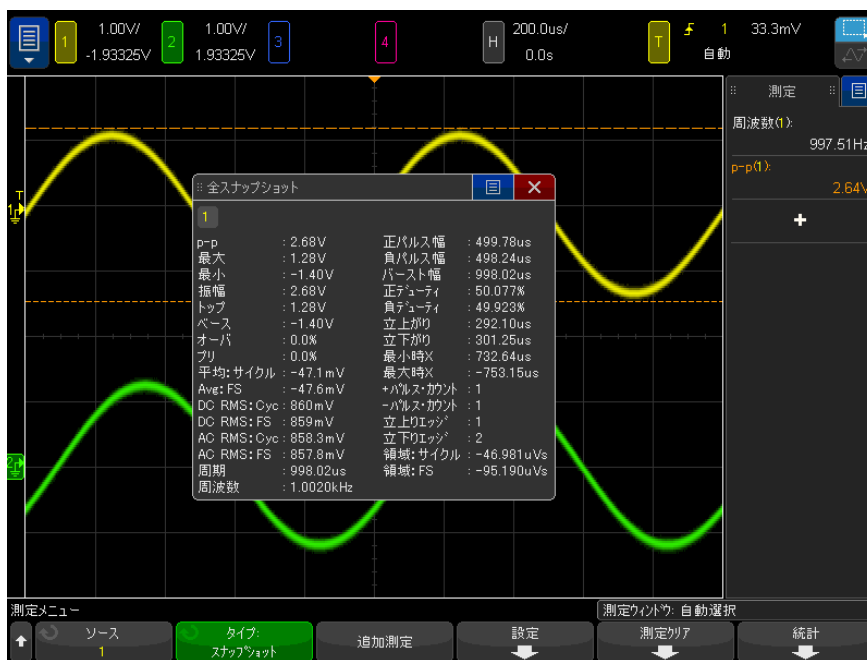 1 1.00V/ -1.93325V
2 1.00V/ 1.93325V
3
4
H 200.0us/ 0.0s
T 1 33.3mV 自動
測定
周波数(1):
997.51Hz
p-p(1):
2.64V
+
T
1
2
全スナップショット
1
p-p : 2.68V 正パルス幅 : 499.78us
最大 : 1.28V 負パルス幅 : 498.24us
最小 : -1.40V バースト幅 : 998.02us
振幅 : 2.68V 正デューティ : 50.077%
トップ : 1.28V 負デューティ : 49.923%
ベース : -1.40V 立上がり : 292.10us
オーバ : 0.0% 立下がり : 301.25us
プリ : 0.0% 最小時X : 732.64us
平均:サイクル : -47.1mV 最大時X : -753.15us
Avg: FS : -47.6mV +パルス・カウント : 1
DC RMS:Cyc : 860mV -パルス・カウント : 1
DC RMS:FS : 859mV 立上りエッジ : 1
AC RMS:Cyc : 858.3mV 立下りエッジ : 2
AC RMS:FS : 857.8mV 領域:サイクル : -46.981uVs
周期 : 998.02us 領域:FS : -95.190uVs
周波数 : 1.0020kHz
測定メニュー
測定ウィンドウ: 自動選択
ソース
1
タイプ:
スナップショット
追加測定
設定
測定クリア
統計